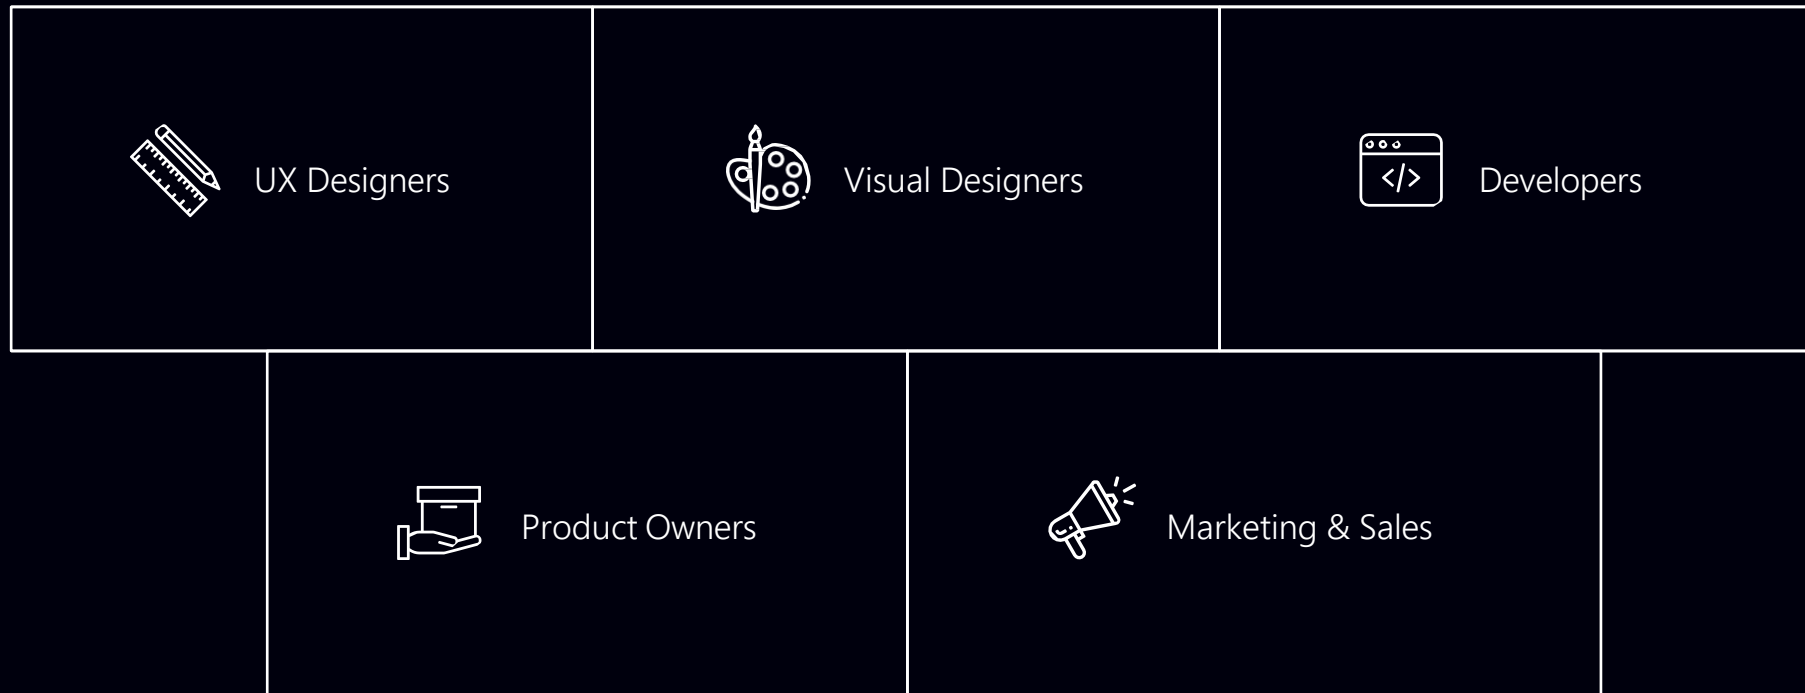 UX Designers
Visual Designers
</>
Developers
Product Owners
Marketing & Sales